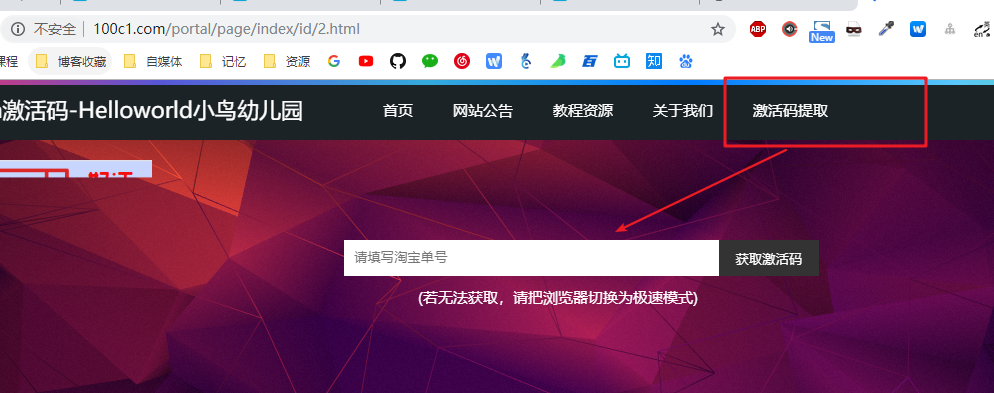 不安全 100c1.com/portal/page/index/id/2.html
ABP New W en
课程 博客收藏 自媒体 记忆 资源 G W 知
激活码-Helloworld小鸟幼儿园 首页 网站公告 教程资源 关于我们 激活码提取
请填写淘宝单号 获取激活码
(若无法获取，请把浏览器切换为极速模式)